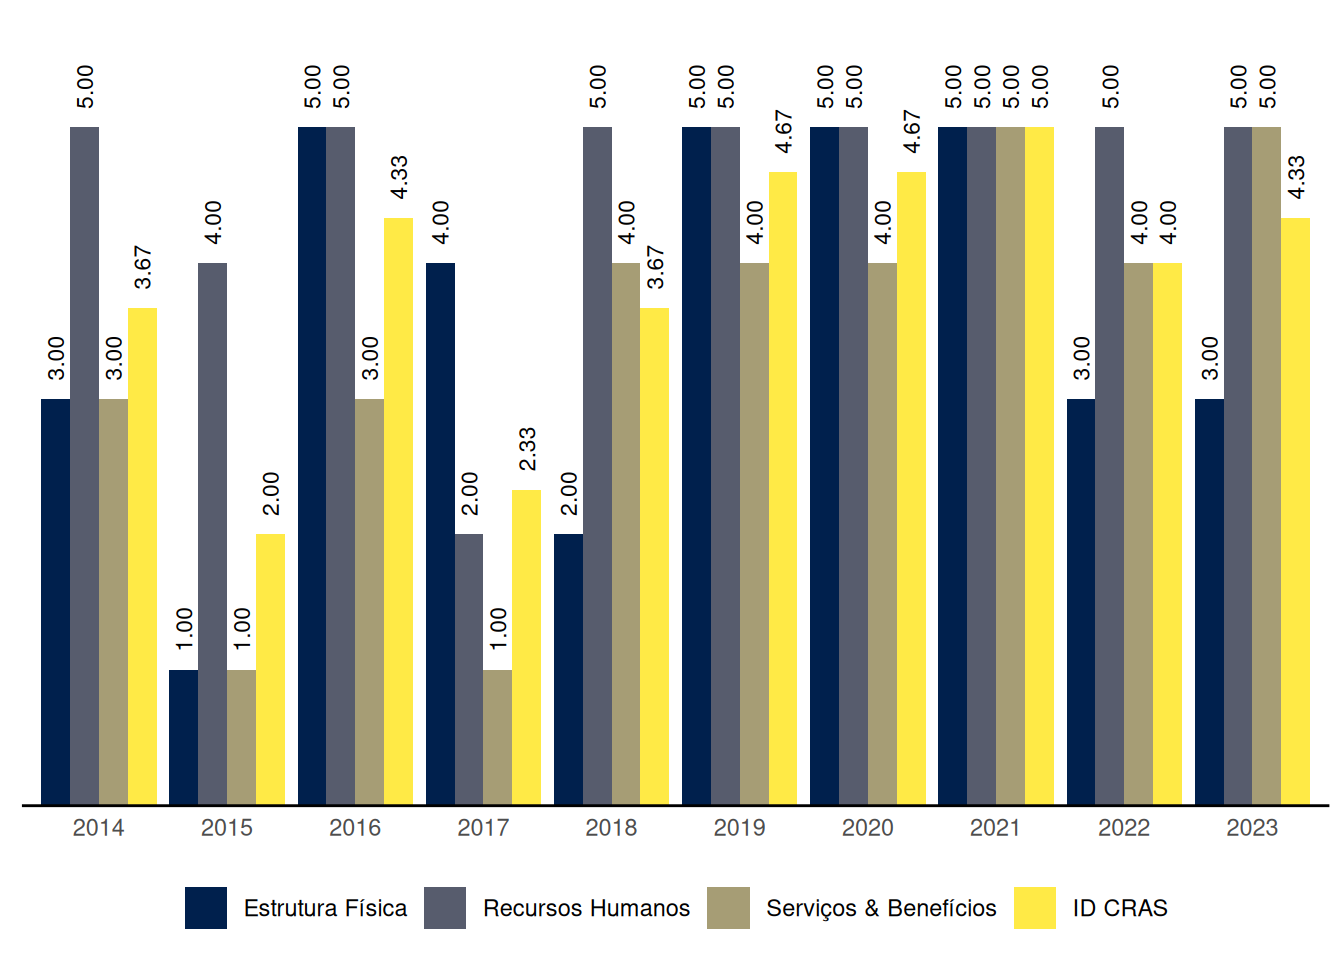 5.00 5.00 5.00 5.00 5.00 5.00 5.00 5.00 5.00 5.00 5.00 5.00 5.00 5.00 5.00
4.67 4.67
4.33 4.33
4.00 4.00 4.00 4.00 4.00 4.00 4.00
3.67 3.67
3.00 3.00 3.00 3.00 3.00
2.33
2.00 2.00 2.00
1.00 1.00 1.00
2014 2015 2016 2017 2018 2019 2020 2021 2022 2023
Estrutura Física Recursos Humanos Serviços & Benefícios ID CRAS